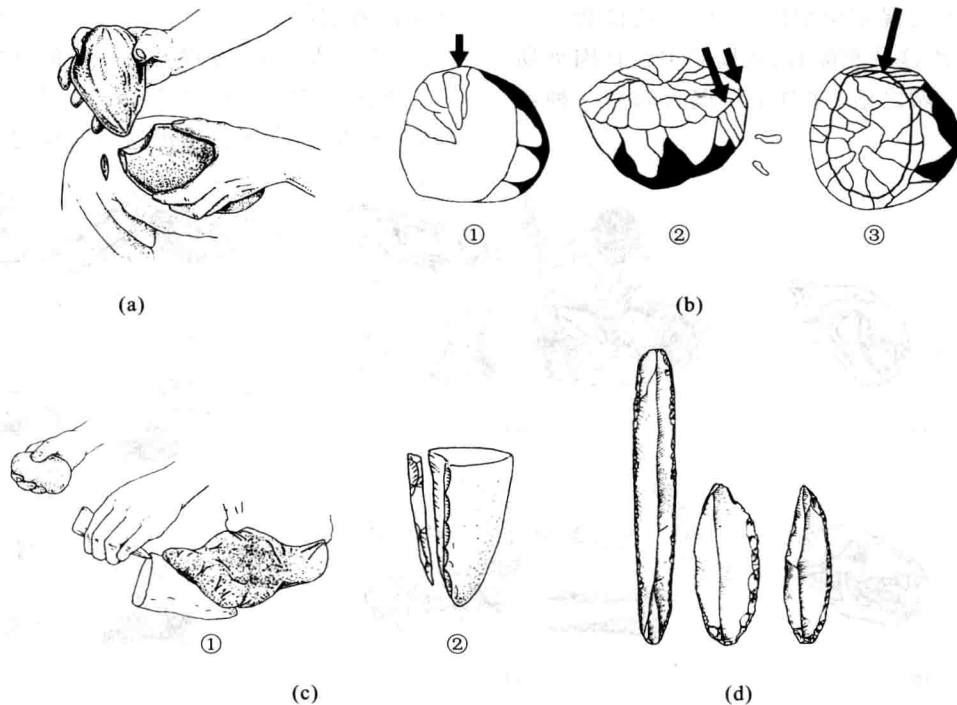 ① ② ③
(a) (b)
① ②
(c) (d)